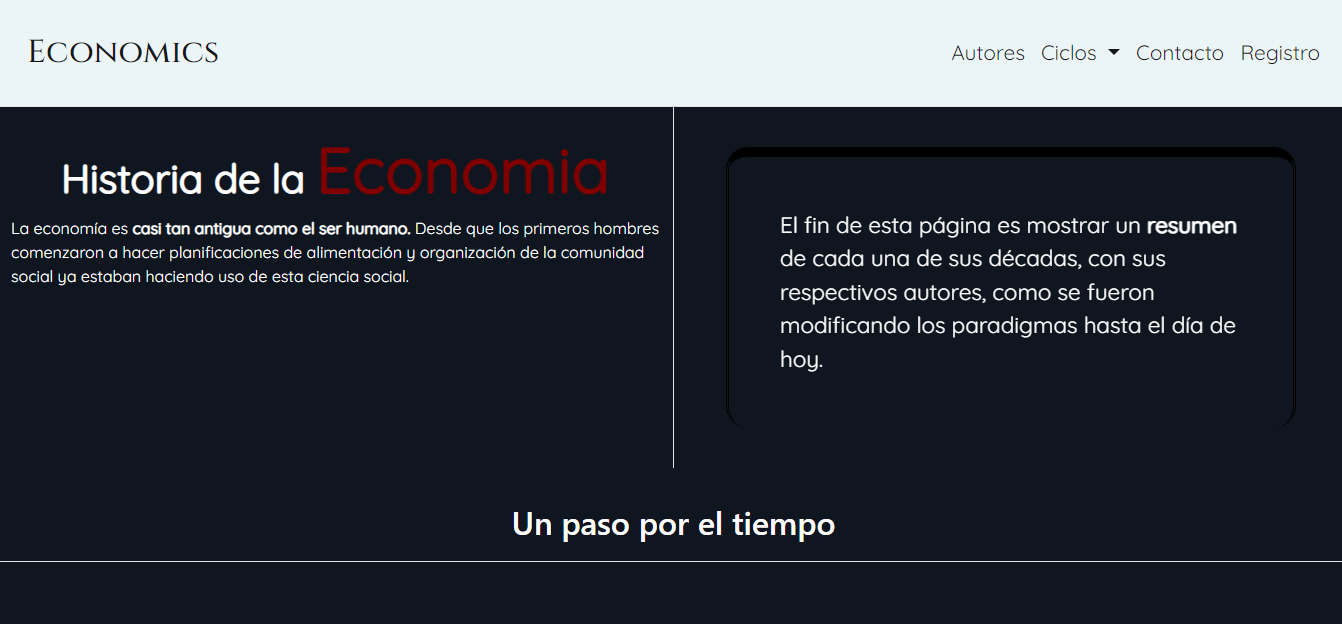 Economics
Autores Ciclos Contacto Registro
Historia de la Economia
La economía es casi tan antigua como el ser humano. Desde que los primeros hombres
comenzaron a hacer planificaciones de alimentación y organización de la comunidad
social ya estaban haciendo uso de esta ciencia social.
El fin de esta página es mostrar un resumen
de cada una de sus décadas, con sus
respectivos autores, como se fueron
modificando los paradigmas hasta el día de
hoy.
Un paso por el tiempo